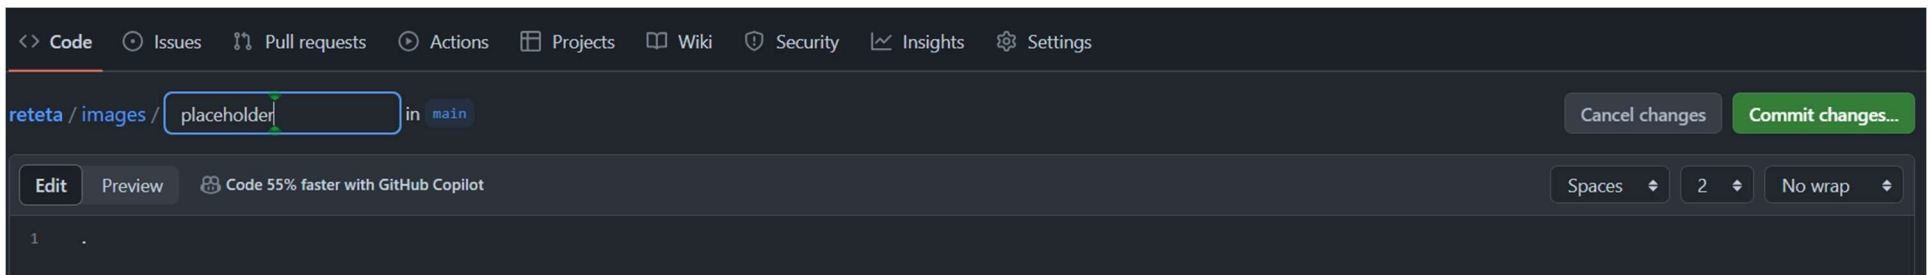 <> Code Issues Pull requests Actions Projects Wiki Security Insights Settings
reteta / images / placeholder in main Cancel changes Commit changes...
Edit Preview Code 55% faster with GitHub Copilot Spaces 2 No wrap
1 .